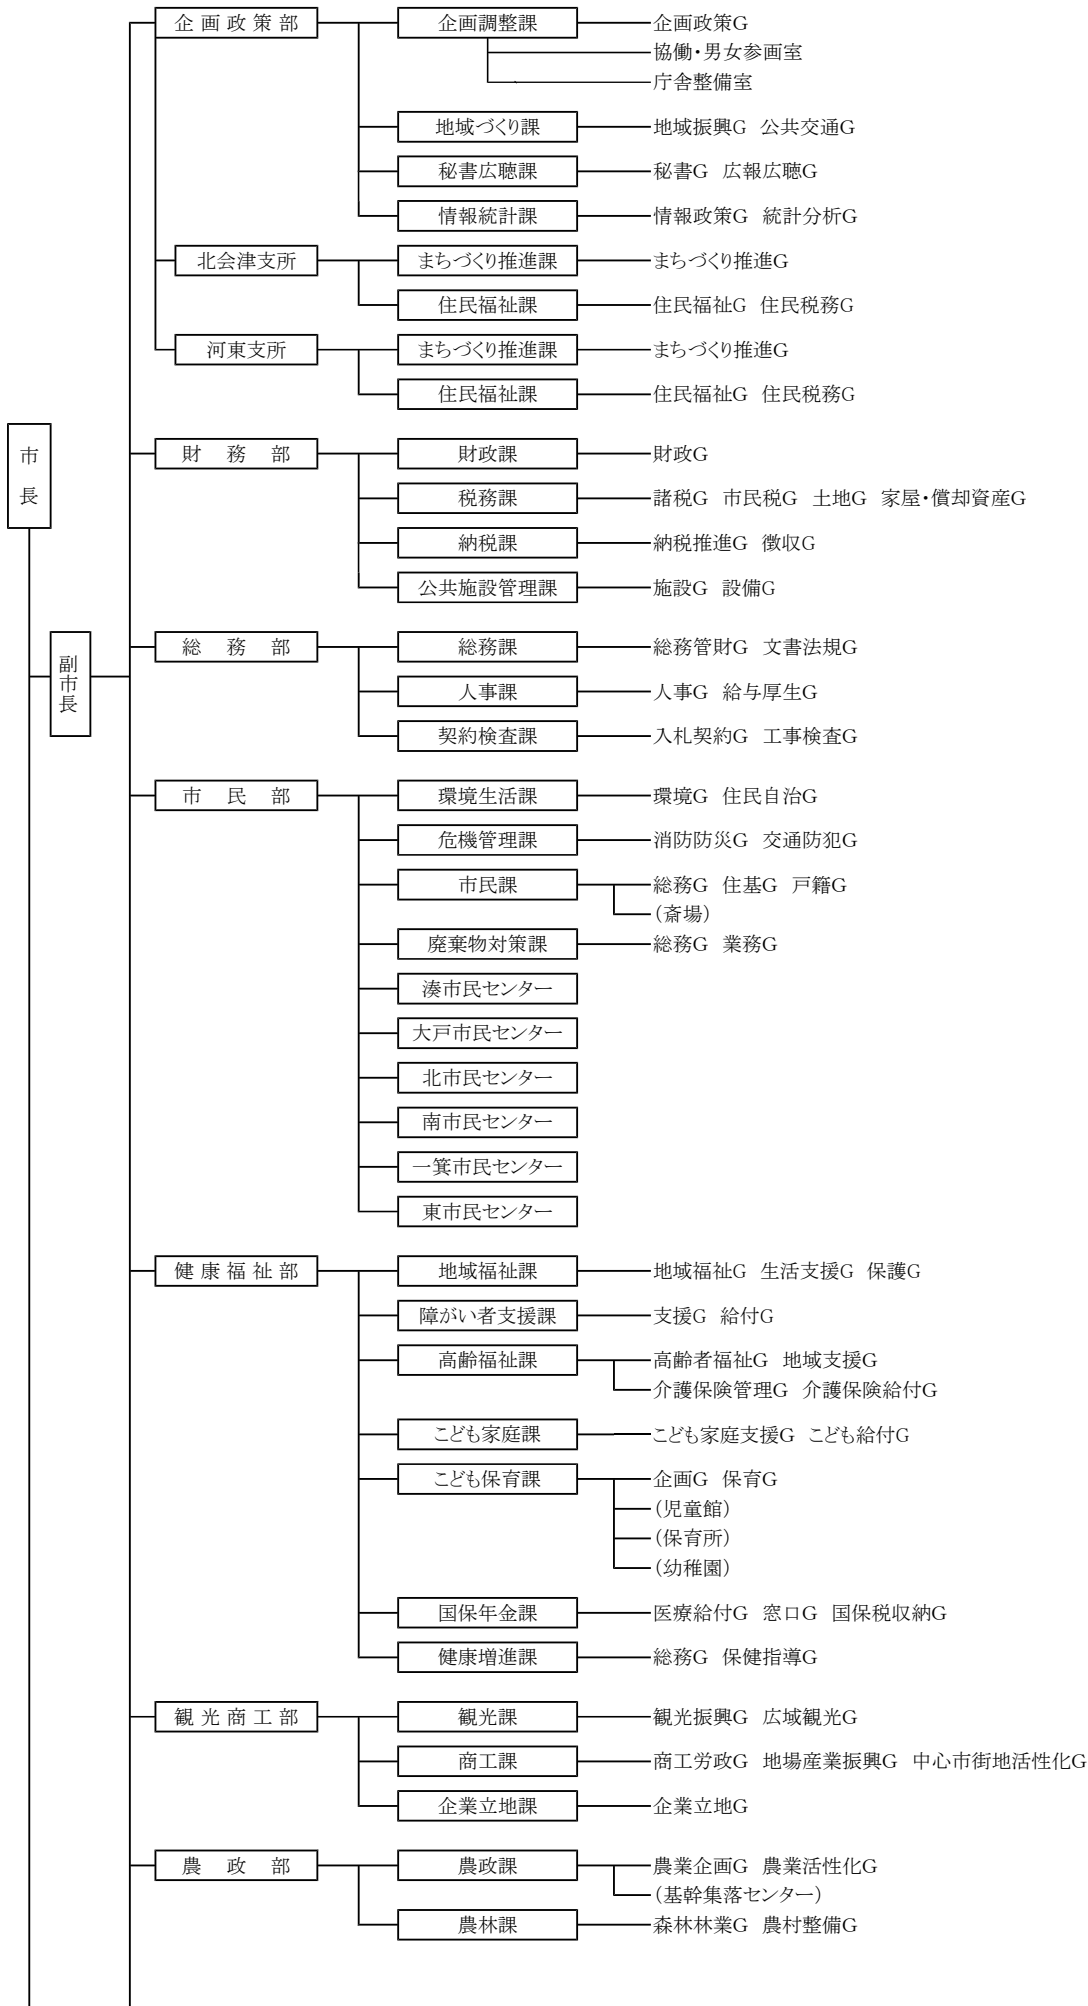 企画政策部 企画調整課 企画政策G
協働・男女参画室
庁舎整備室
地域づくり課 地域振興G 公共交通G
秘書広聴課 秘書G 広報広聴G
情報統計課 情報政策G 統計分析G
北会津支所 まちづくり推進課 まちづくり推進G
住民福祉課 住民福祉G 住民税務G
河東支所 まちづくり推進課 まちづくり推進G
住民福祉課 住民福祉G 住民税務G
市長
財務部 財政課 財政G
税務課 諸税G 市民税G 土地G 家屋・償却資産G
納税課 納税推進G 徴収G
公共施設管理課 施設G 設備G
副市長
総務部 総務課 総務管財G 文書法規G
人事課 人事G 給与厚生G
契約検査課 入札契約G 工事検査G
市民部 環境生活課 環境G 住民自治G
危機管理課 消防防災G 交通防犯G
市民課 総務G 住基G 戸籍G
(斎場)
廃棄物対策課 総務G 業務G
湊市民センター
大戸市民センター
北市民センター
南市民センター
一箕市民センター
東市民センター
健康福祉部 地域福祉課 地域福祉G 生活支援G 保護G
障がい者支援課 支援G 給付G
高齢福祉課 高齢者福祉G 地域支援G
介護保険管理G 介護保険給付G
こども家庭課 こども家庭支援G こども給付G
こども保育課 企画G 保育G
(児童館)
(保育所)
(幼稚園)
国保年金課 医療給付G 窓口G 国保税収納G
健康増進課 総務G 保健指導G
観光商工部 観光課 観光振興G 広域観光G
商工課 商工労政G 地場産業振興G 中心市街地活性化G
企業立地課 企業立地G
農政部 農政課 農業企画G 農業活性化G
(基幹集落センター)
農林課 森林林業G 農村整備G